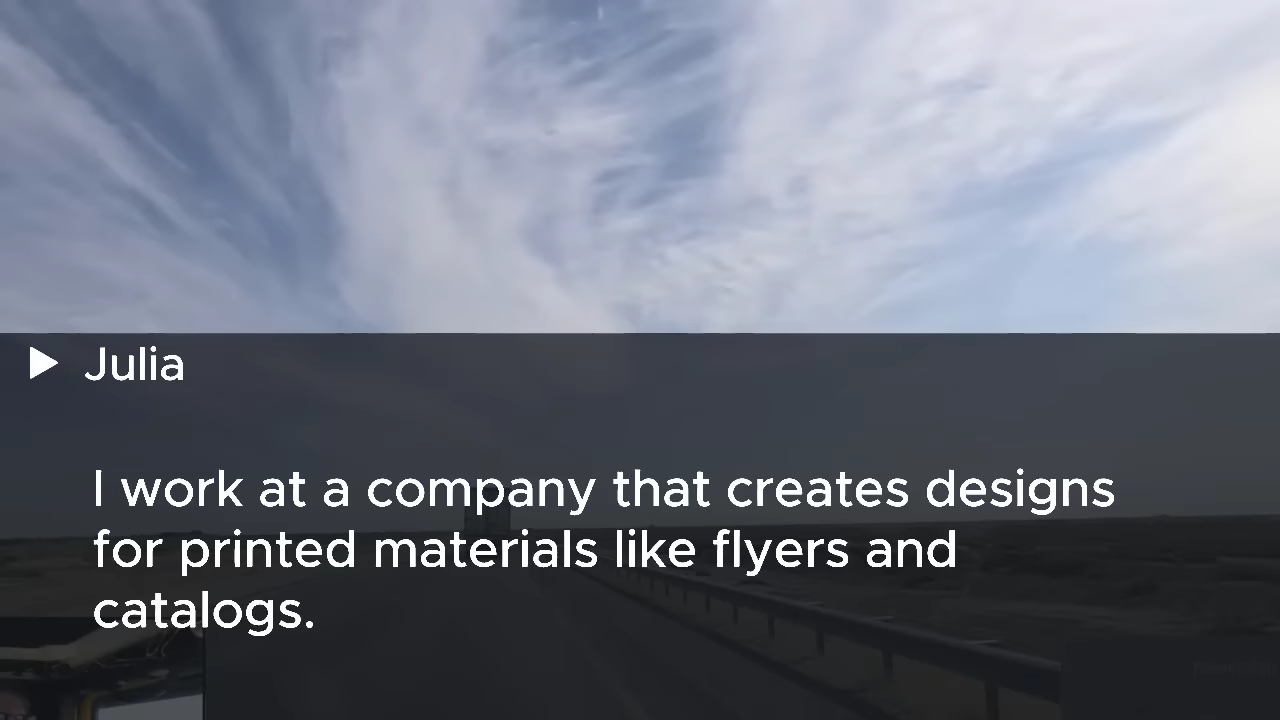 Julia
I work at a company that creates designs
for printed materials like flyers and
catalogs.